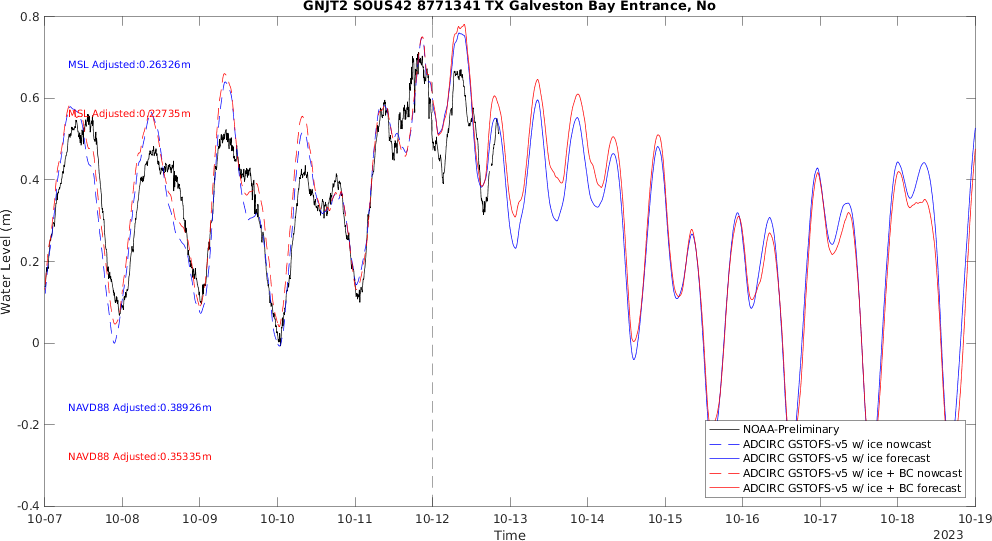 GNJT2 SOUS42 8771341 TX Galveston Bay Entrance, No
Water Level (m)
0.8
0.6
0.4
0.2
0
-0.2
-0.4
MSL Adjusted:0.26326m
MSL Adjusted:0.22735m
NAVD88 Adjusted:0.38926m
NAVD88 Adjusted:0.35335m
NOAA-Preliminary
ADCIRC GSTOFS-v5 w/ ice nowcast
ADCIRC GSTOFS-v5 w/ ice forecast
ADCIRC GSTOFS-v5 w/ ice + BC nowcast
ADCIRC GSTOFS-v5 w/ ice + BC forecast
10-07 10-08 10-09 10-10 10-11 10-12 10-13 10-14 10-15 10-16 10-17 10-18 10-19
Time
2023